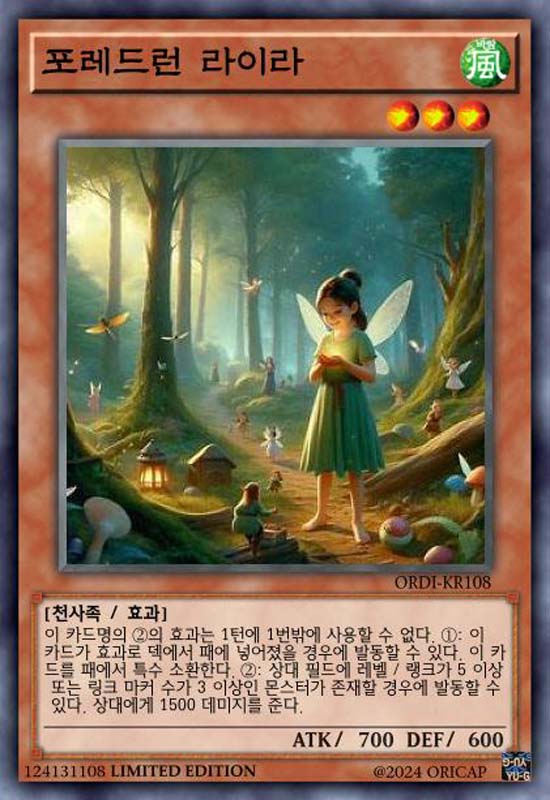 포레드런 라이라
바람
風
ORDI-KR108
[천사족 / 효과]
이 카드명의 ②의 효과는 1턴에 1번밖에 사용할 수 없다. ①: 이
카드가 효과로 덱에서 패에 넣어졌을 경우에 발동할 수 있다. 이 카
드를 패에서 특수 소환한다. ②: 상대 필드에 레벨 / 랭크가 5 이상
또는 링크 마커 수가 3 이상인 몬스터가 존재할 경우에 발동할 수
있다. 상대에게 1500 데미지를 준다.
ATK/ 700 DEF/ 600
124131108 LIMITED EDITION
@2024 ORICAP